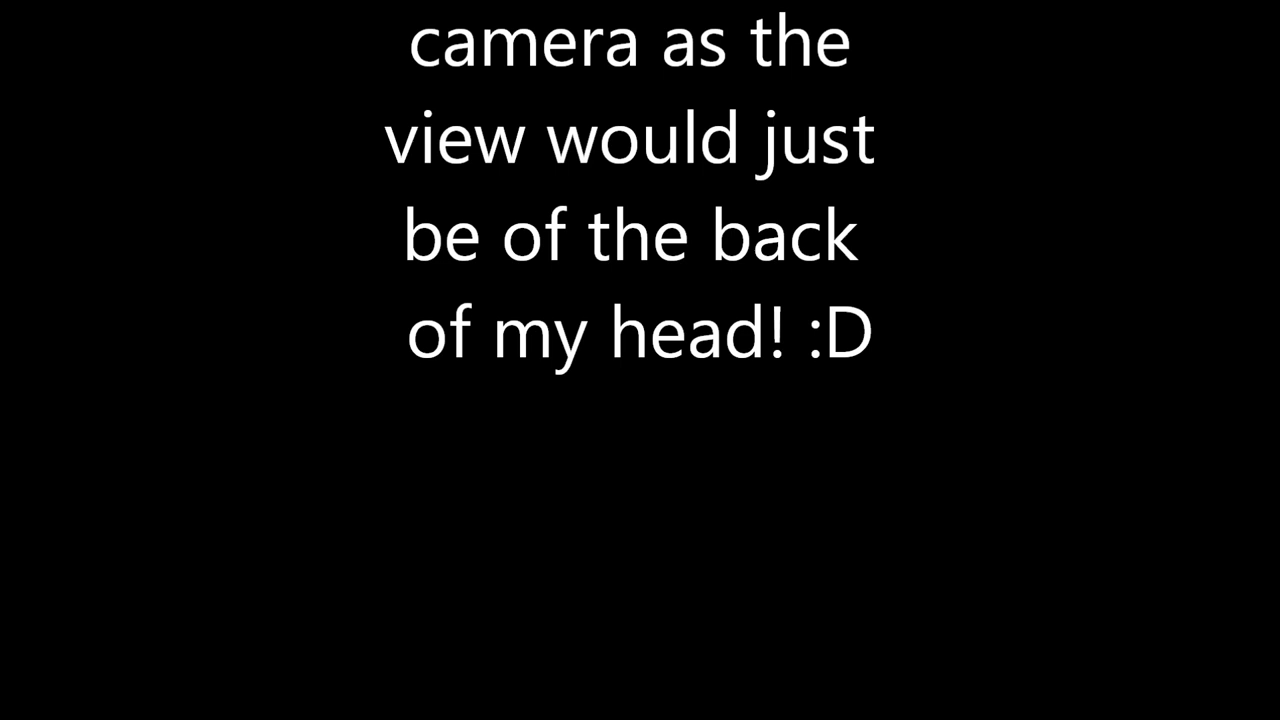 camera as the
view would just
be of the back
of my head! :D